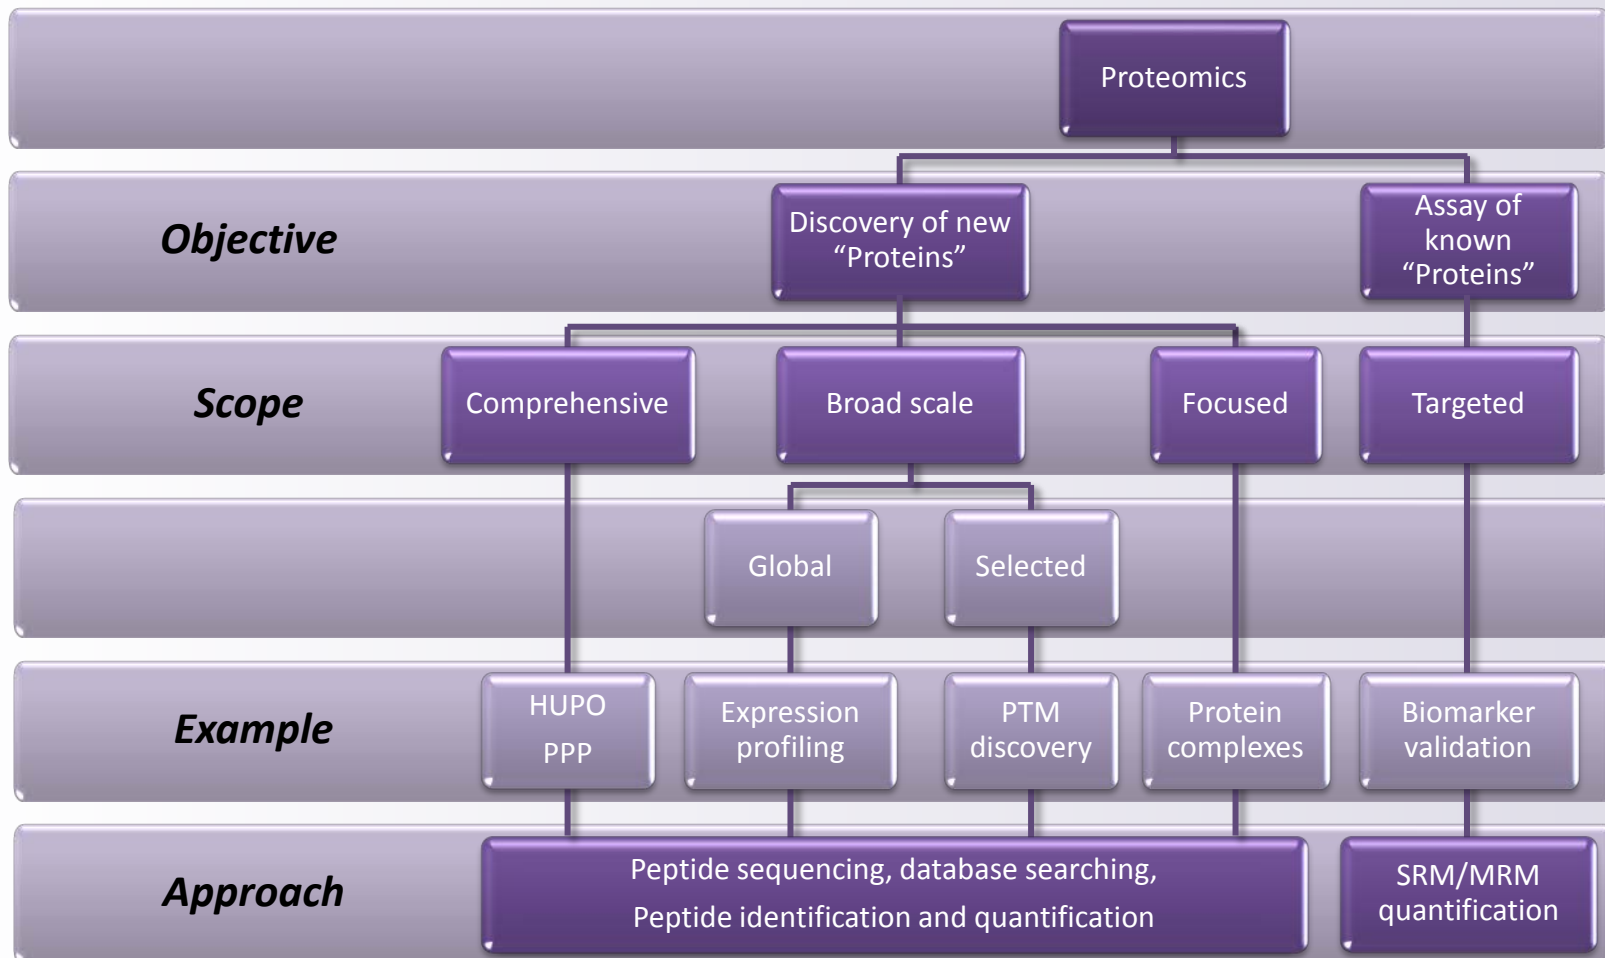 Proteomics
Objective
Discovery of new
“Proteins”
Assay of
known
“Proteins”
Scope
Comprehensive
Broad scale
Focused
Targeted
Global
Selected
Example
HUPO
PPP
Expression
profiling
PTM
discovery
Protein
complexes
Biomarker
validation
Approach
Peptide sequencing, database searching,
Peptide identification and quantification
SRM/MRM
quantification